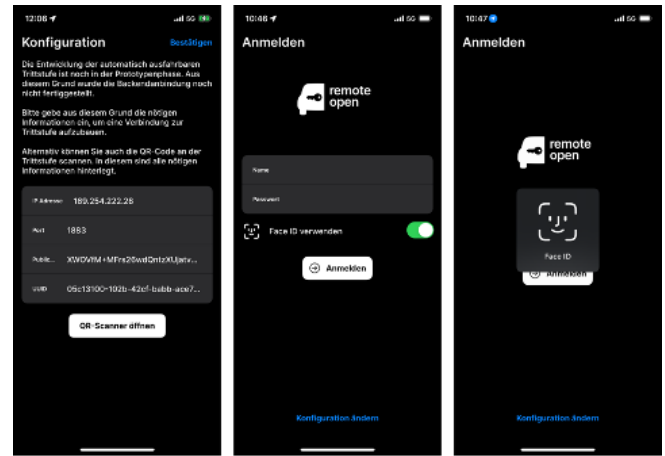 12:06
5G
Konfiguration
Bestätigen
Die Entwicklung der automatisch ausfahrbaren
Trittstufe ist noch in der Prototypenphase. Aus
diesem Grund wurde die Backendanbindung noch
nicht fertiggestellt.
Bitte gebe aus diesem Grund die nötigen
Informationen ein, um eine Verbindung zur
Trittstufe aufzubauen.
Alternativ können Sie auch die QR-Code an der
Trittstufe scannen. In diesem sind alle nötigen
Informationen hinterlegt.
IP Adresse 189.254.222.28
Port 1883
Public...
UUID
QR-Scanner öffnen
10:46
5G
Anmelden
remote
open
Name
Passwort
Face ID verwenden
Anmelden
Konfiguration ändern
10:47
5G
Anmelden
remote
open
Face ID
Anmelden
Konfiguration ändern